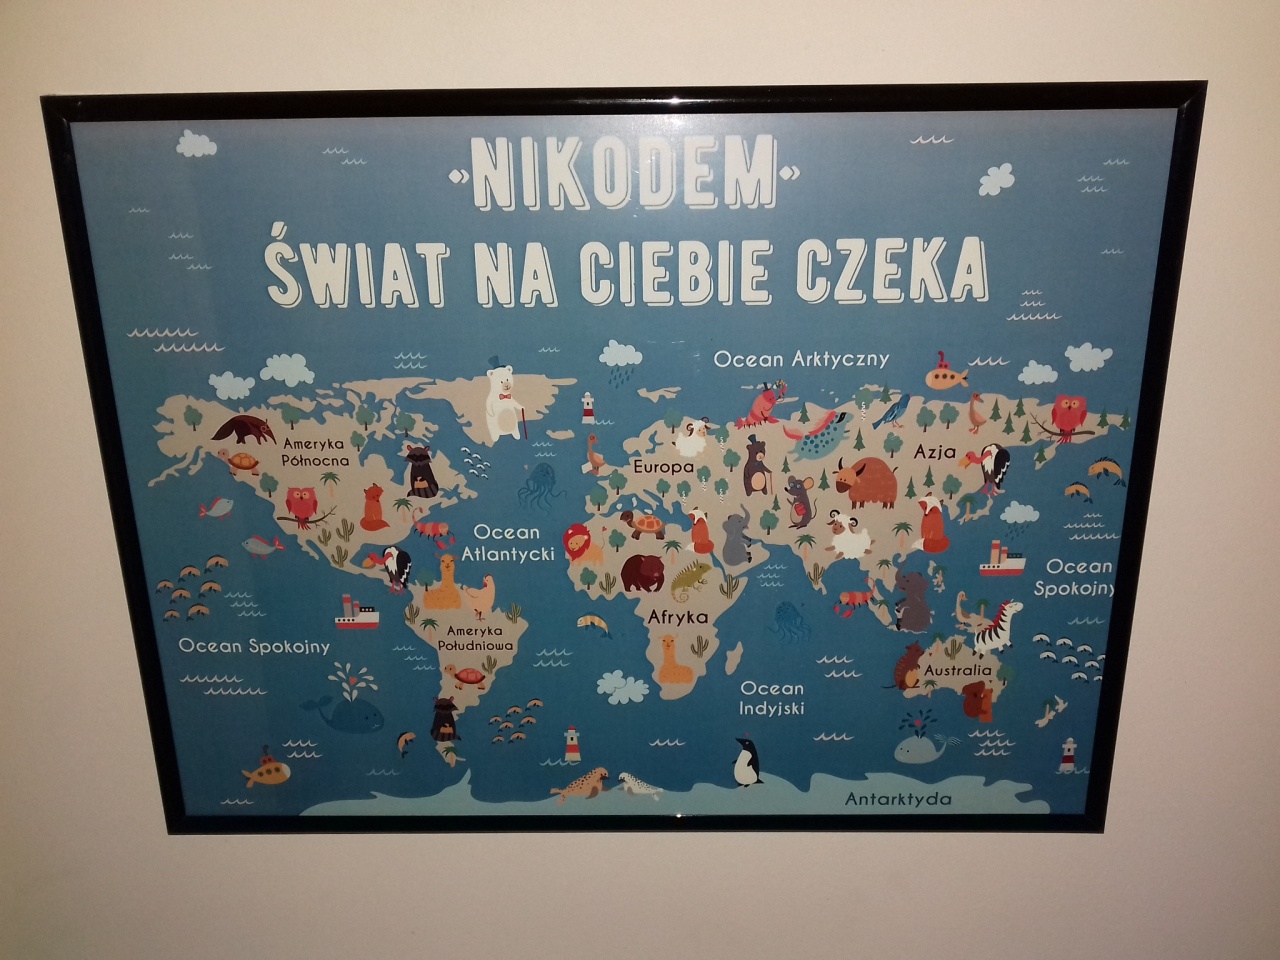 NIKODEM
ŚWIAT NA CIEBIE CZEKA
Ocean Arktyczny
Ameryka
Północna
Europa
Azja
Ocean
Atlantycki
Ocean
Spokojny
Afryka
Ameryka
Południowa
Ocean Spokojny
Australia
Ocean
Indyjski
Antarktyda